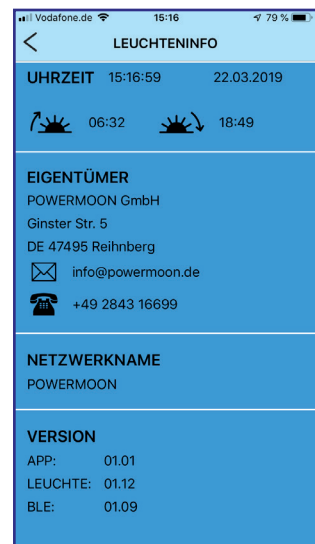 Vodafone.de 15:16 79 %
LEUCHTENINFO
UHRZEIT 15:16:59 22.03.2019
06:32 18:49
EIGENTÜMER
POWERMOON GmbH
Ginster Str. 5
DE 47495 Reihnberg
info@powermoon.de
+49 2843 16699
NETZWERKNAME
POWERMOON
VERSION
APP: 01.01
LEUCHTE: 01.12
BLE: 01.09